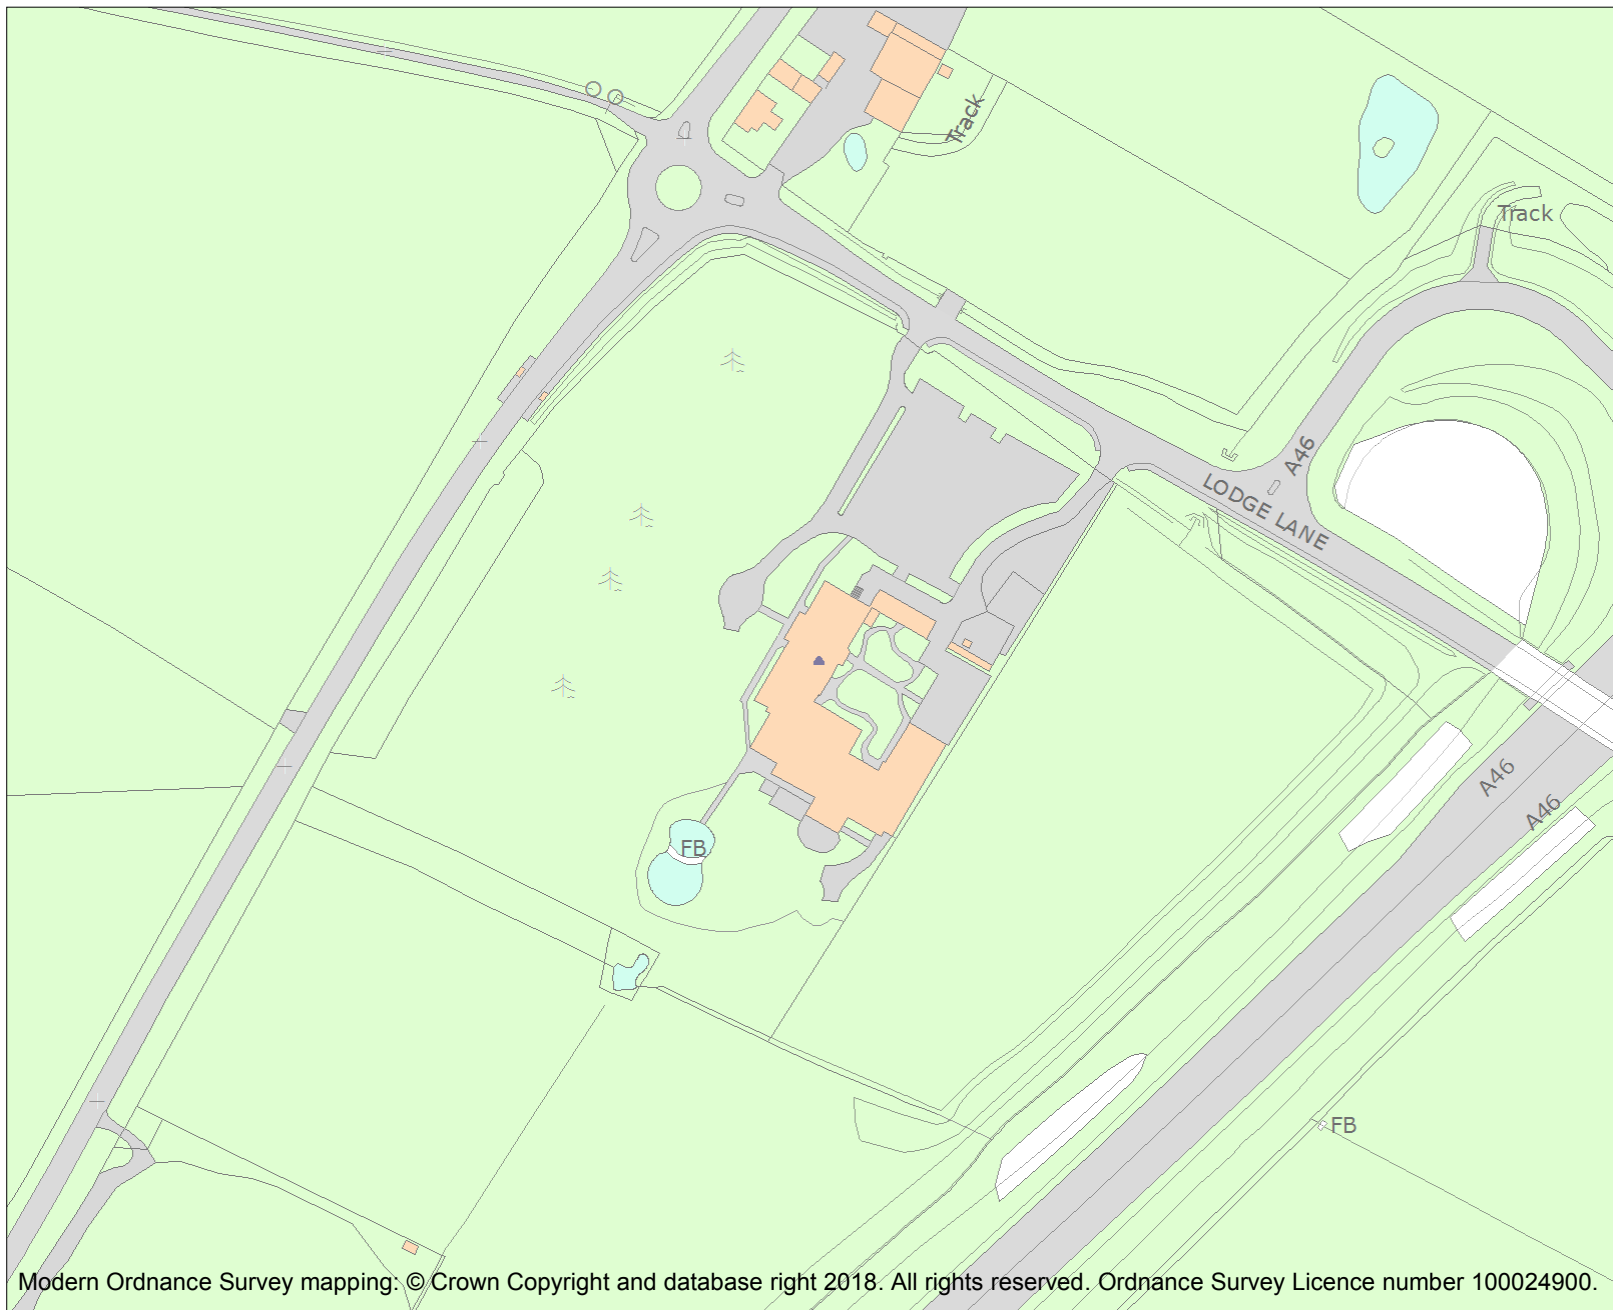 Track
Track
A46
LODGE LANE
A46
A46
FB
FB
Modern Ordnance Survey mapping: © Crown Copyright and database right 2018. All rights reserved. Ordnance Survey Licence number 100024900.